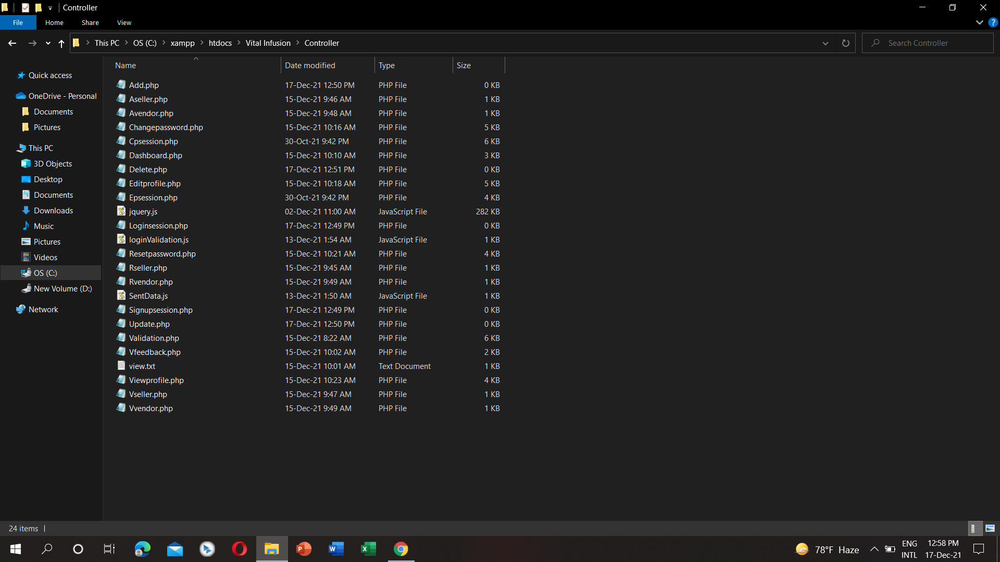 Controller
File Home Share View
This PC OS (C:) xampp htdocs Vital Infusion Controller
Search Controller
Name Date modified Type Size
Quick access
OneDrive - Personal
Documents
Pictures
This PC
3D Objects
Desktop
Documents
Downloads
Music
Pictures
Videos
OS (C:)
New Volume (D:)
Network
Add.php 17-Dec-21 12:50 PM PHP File 0 KB
Aseller.php 15-Dec-21 9:46 AM PHP File 1 KB
Avendor.php 15-Dec-21 9:48 AM PHP File 1 KB
Changepassword.php 15-Dec-21 10:16 AM PHP File 5 KB
Cpsession.php 30-Oct-21 9:42 PM PHP File 6 KB
Dashboard.php 15-Dec-21 10:10 AM PHP File 3 KB
Delete.php 17-Dec-21 12:51 PM PHP File 0 KB
Editprofile.php 15-Dec-21 10:18 AM PHP File 5 KB
Epsession.php 30-Oct-21 9:42 PM PHP File 4 KB
jquery.js 02-Dec-21 11:00 AM JavaScript File 282 KB
Loginsession.php 17-Dec-21 12:49 PM PHP File 0 KB
loginValidation.js 13-Dec-21 1:54 AM JavaScript File 1 KB
Resetpassword.php 15-Dec-21 10:21 AM PHP File 4 KB
Rseller.php 15-Dec-21 9:45 AM PHP File 1 KB
Rvendor.php 15-Dec-21 9:49 AM PHP File 1 KB
SentData.js 13-Dec-21 1:50 AM JavaScript File 1 KB
Signupsession.php 17-Dec-21 12:49 PM PHP File 0 KB
Update.php 17-Dec-21 12:50 PM PHP File 0 KB
Validation.php 15-Dec-21 8:22 AM PHP File 6 KB
Vfeedback.php 15-Dec-21 10:02 AM PHP File 2 KB
view.txt 15-Dec-21 10:01 AM Text Document 1 KB
Viewprofile.php 15-Dec-21 10:23 AM PHP File 4 KB
Vseller.php 15-Dec-21 9:47 AM PHP File 1 KB
Vvendor.php 15-Dec-21 9:49 AM PHP File 1 KB
24 items
78°F Haze
ENG
INTL
12:58 PM
17-Dec-21